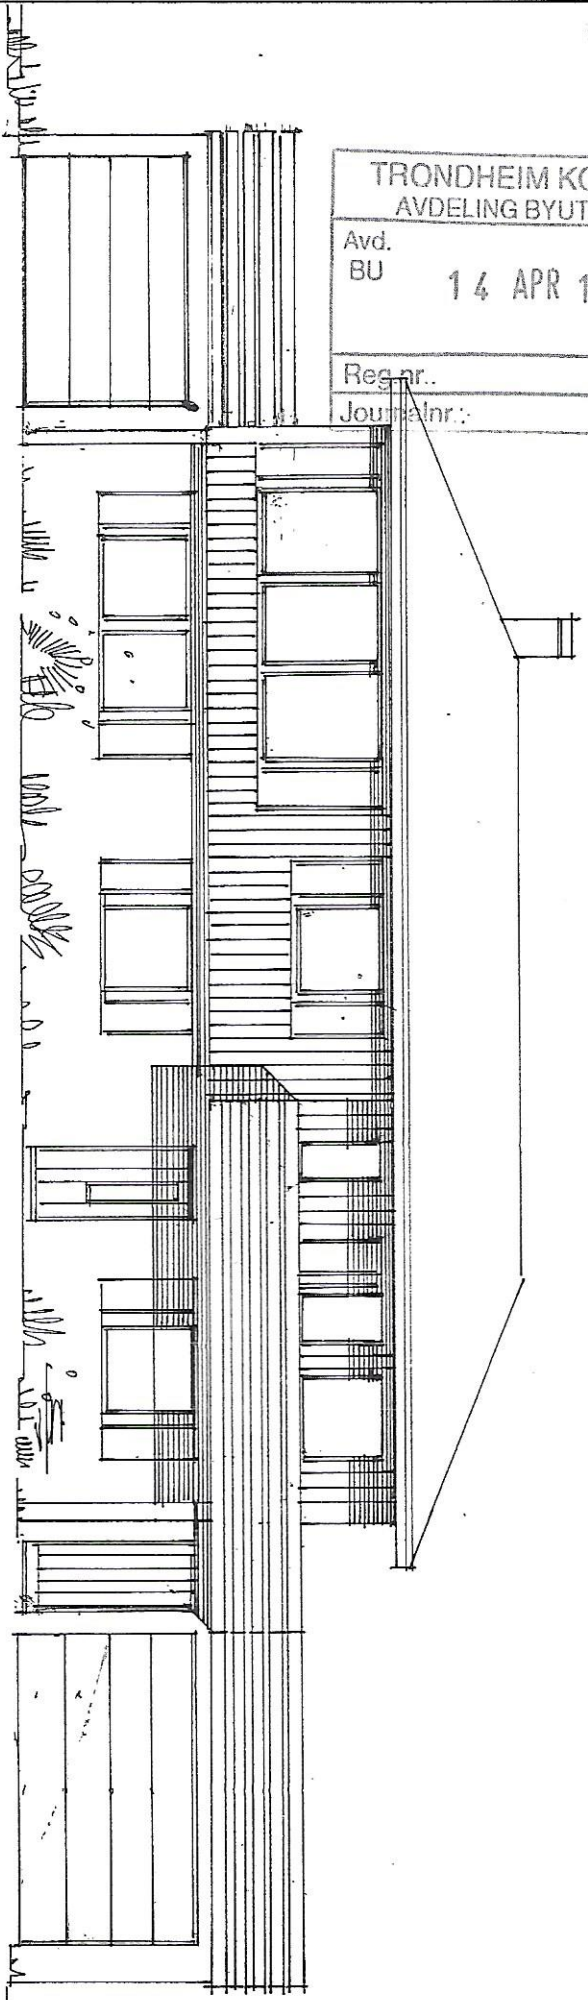 TRONDHEIM KO
AVDELING BYUT
Avd.
BU
14 APR 1
Reg.nr..
Journalnr.: